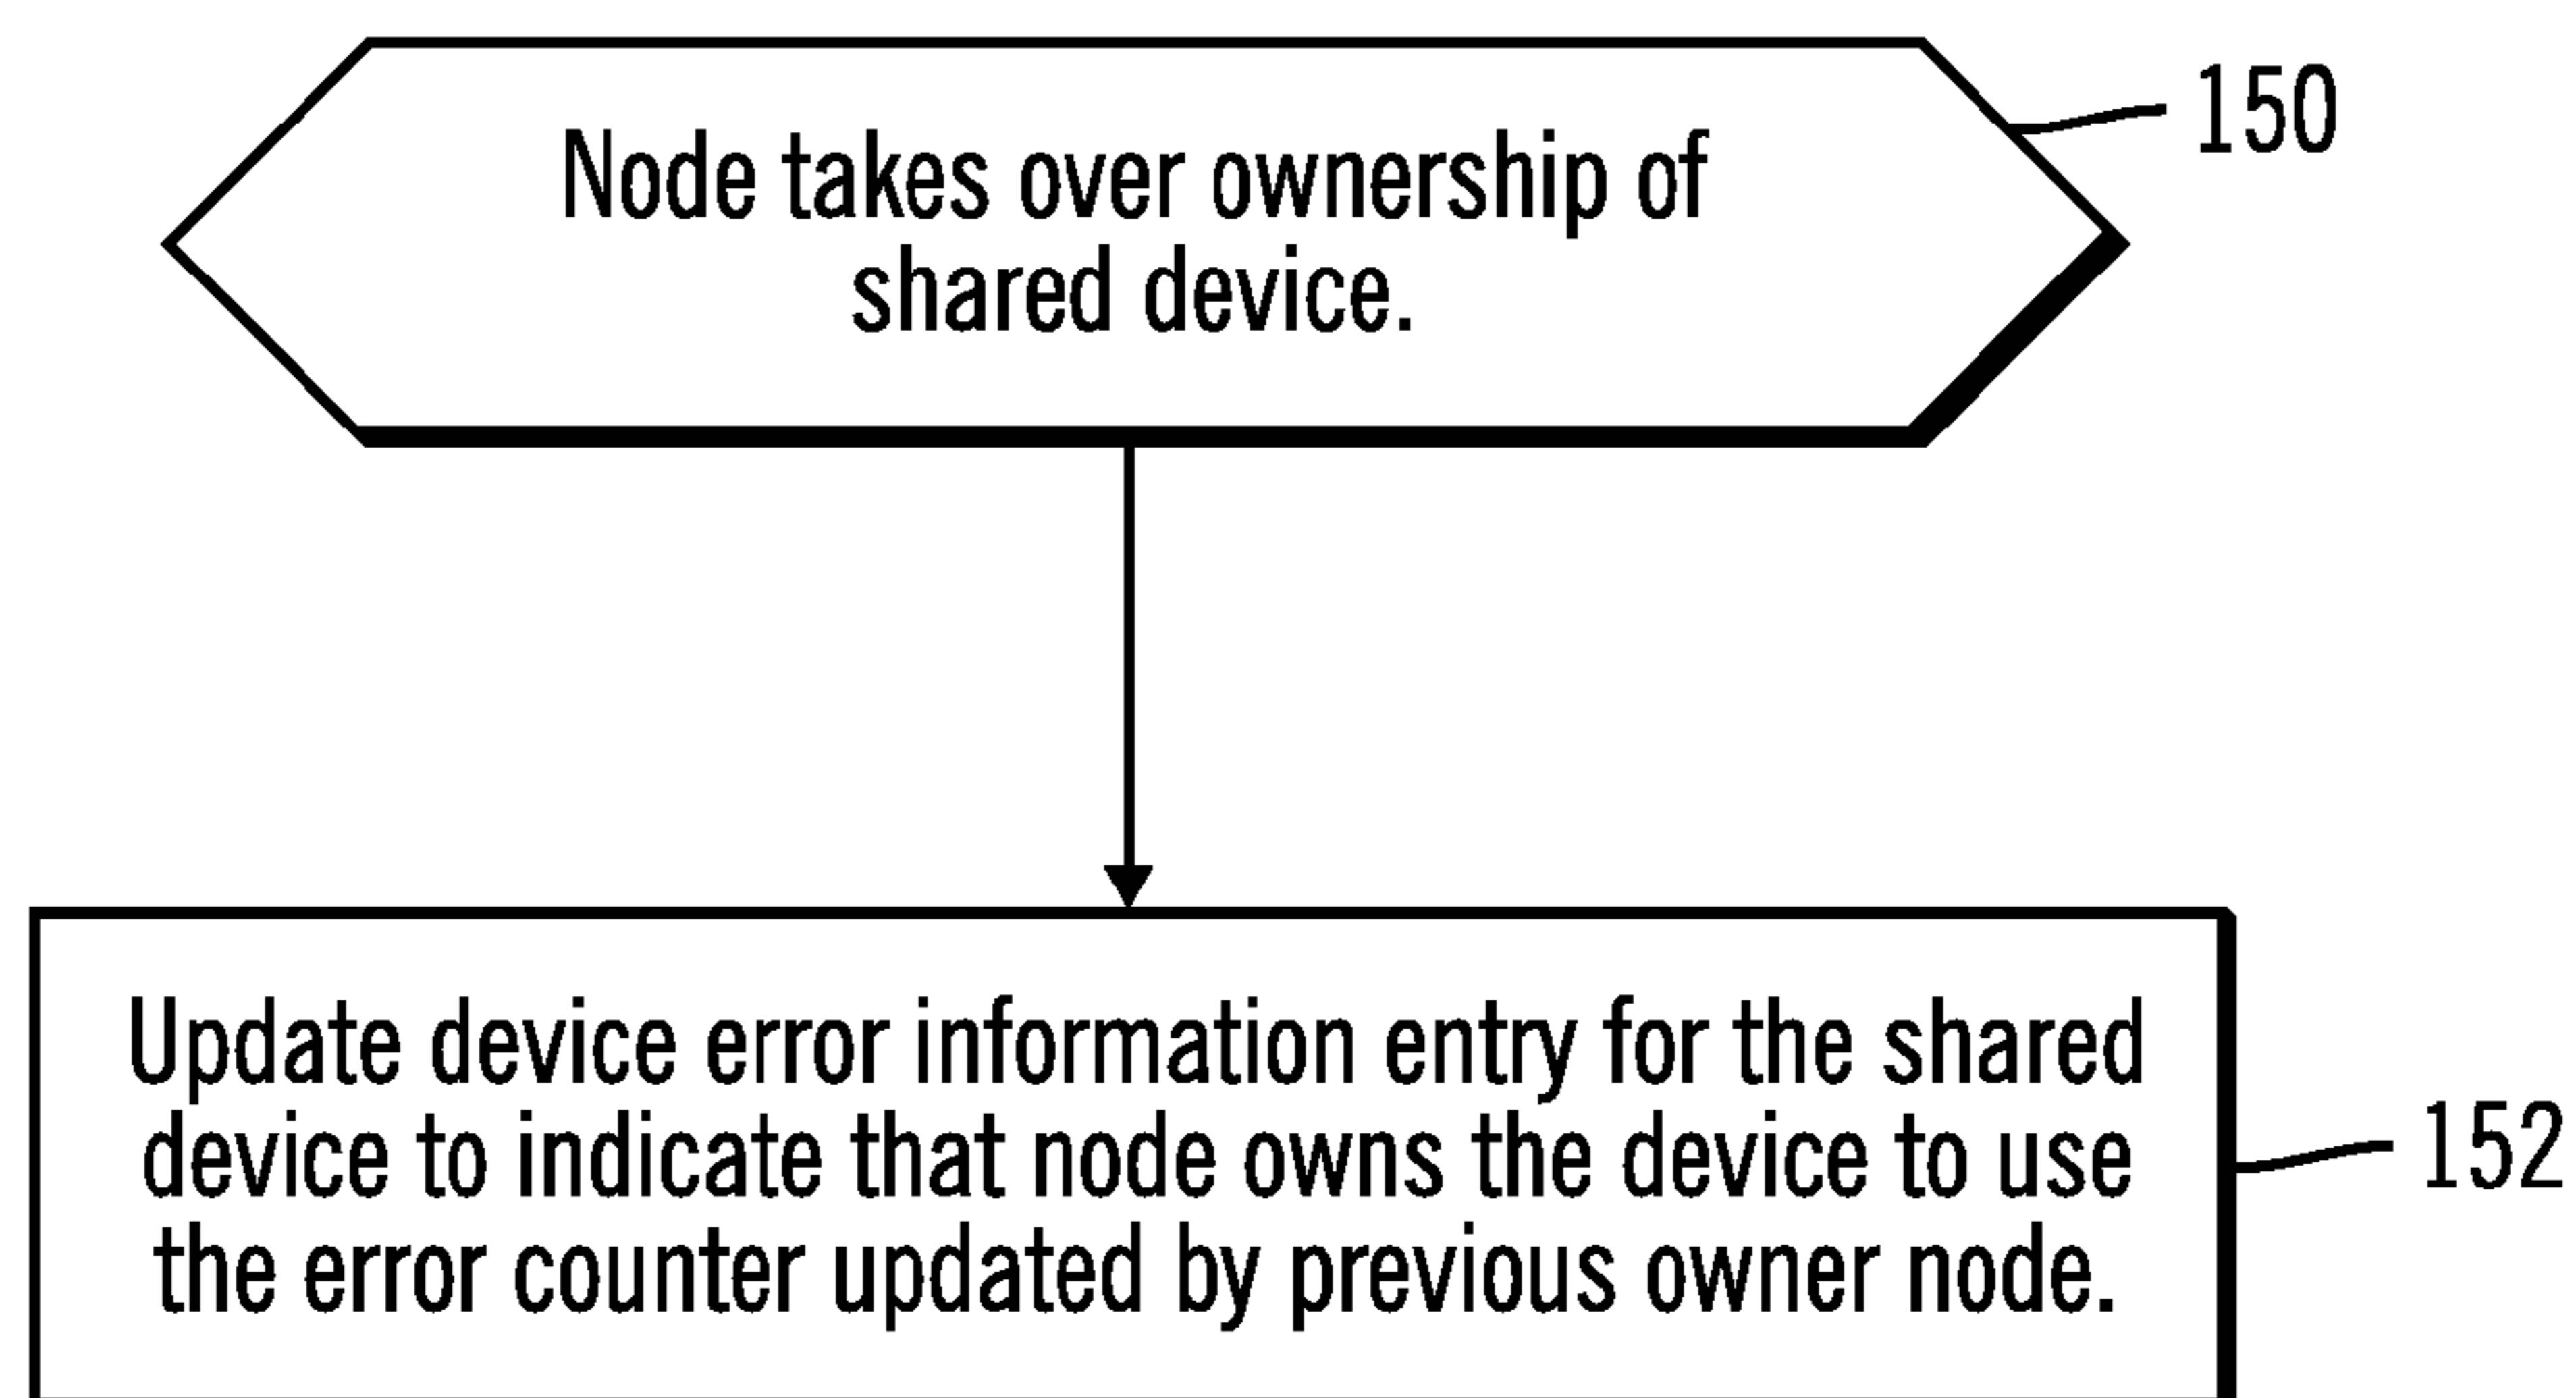 Node takes over ownership of
shared device.
150
Update device error information entry for the shared
device to indicate that node owns the device to use
the error counter updated by previous owner node.
152